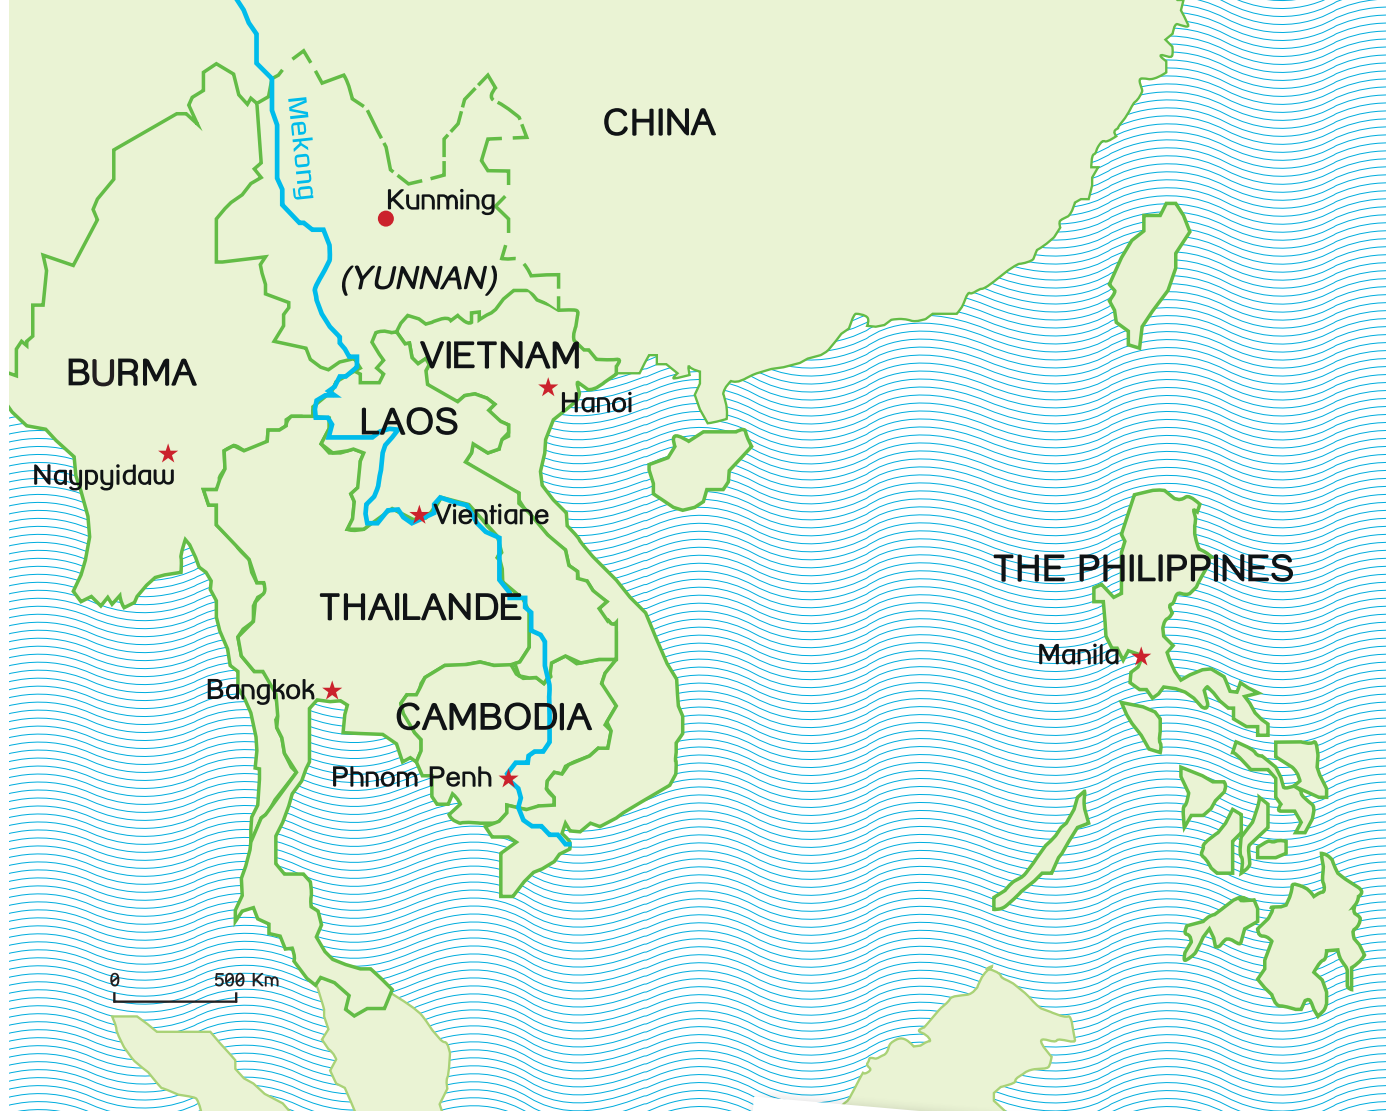 Mekong
CHINA
Kunming
(YUNNAN)
VIETNAM
BURMA
Hanoi
LAOS
Naypyidaw
Vientiane
THE PHILIPPINES
THAILANDE
Manila
Bangkok
CAMBODIA
Phnom Penh
0 500 Km